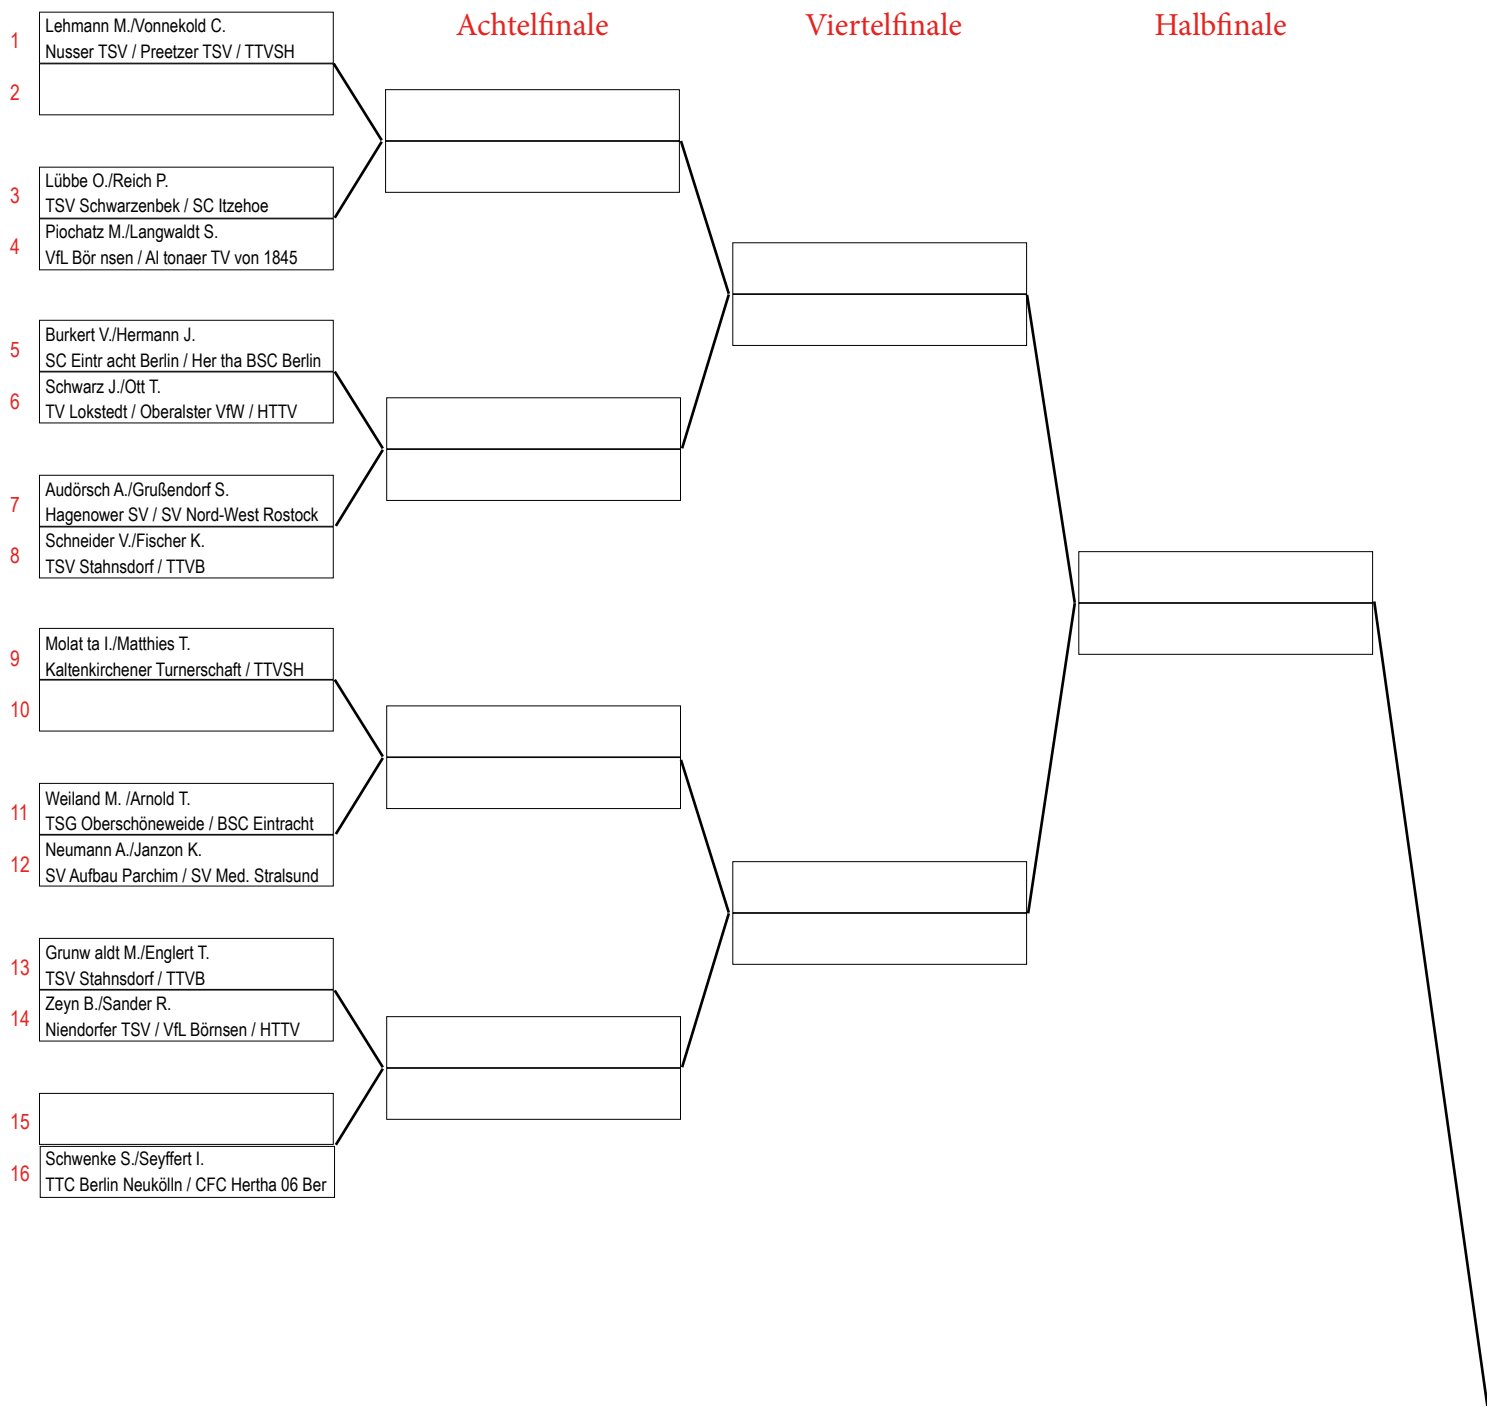 Achtelfinale
Viertelfinale
Halbfinale
1
Lehmann M./Vonnekold C.
Nusser TSV / Preetzer TSV / TTVSH
2
3
Lübbe O./Reich P.
TSV Schwarzenbek / SC Itzehoe
4
Piochatz M./Langwaldt S.
VfL Bör nsen / Al tonaer TV von 1845
5
Burkert V./Hermann J.
SC Eintr acht Berlin / Her tha BSC Berlin
6
Schwarz J./Ott T.
TV Lokstedt / Oberalster VfW / HTTV
7
Audörsch A./Grußendorf S.
Hagenower SV / SV Nord-West Rostock
8
Schneider V./Fischer K.
TSV Stahnsdorf / TTVB
9
Molat ta I./Matthies T.
Kaltenkirchener Turnerschaft / TTVSH
10
11
Weiland M. /Arnold T.
TSG Oberschöneweide / BSC Eintracht
12
Neumann A./Janzon K.
SV Aufbau Parchim / SV Med. Stralsund
13
Grunw aldt M./Englert T.
TSV Stahnsdorf / TTVB
14
Zeyn B./Sander R.
Niendorfer TSV / VfL Börnsen / HTTV
15
16
Schwenke S./Seyffert I.
TTC Berlin Neukölln / CFC Hertha 06 Ber